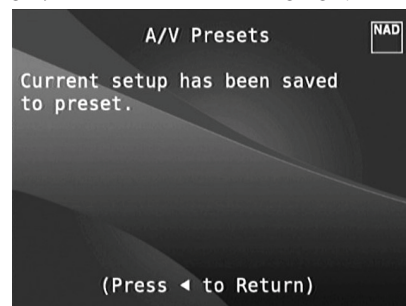 A/V Presets
NAD
Current setup has been saved
to preset.
(Press ◄ to Return)